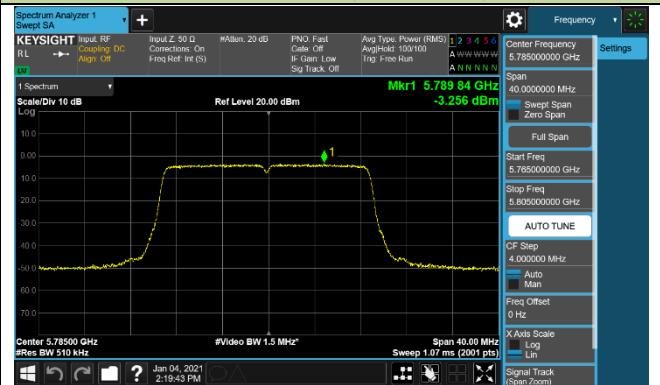 Spectrum Analyzer 1
Swept SA
+
Frequency
KEYSIGHT
RL
Input: RF
Coupling: DC
Align: Off
Input Z: 50 Ω
Corrections: On
Freq Ref: Int (S)
#Atten: 20 dB
PNO: Fast
Gate: Off
IF Gain: Low
Sig Track: Off
Avg Type: Power (RMS)
Avg|Hold: 100/100
Trig: Free Run
1 2 3 4 5 6
A W W W W W
A N N N N N
LNI
1 Spectrum
Scale/Div 10 dB
Ref Level 20.00 dBm
Mkr1 5.789 84 GHz
-3.256 dBm
Log
10.0
0.00
-10.0
-20.0
-30.0
-40.0
-50.0
-60.0
-70.0
1
Center 5.78500 GHz
#Res BW 510 kHz
#Video BW 1.5 MHz*
Span 40.00 MHz
Sweep 1.07 ms (2001 pts)
Jan 04, 2021
2:19:43 PM
Center Frequency
5.785000000 GHz
Settings
Span
40.0000000 MHz
Swept Span
Zero Span
Full Span
Start Freq
5.765000000 GHz
Stop Freq
5.805000000 GHz
AUTO TUNE
CF Step
4.000000 MHz
Auto
Man
Freq Offset
0 Hz
X Axis Scale
Log
Lin
Signal Track
(Span Zoom)